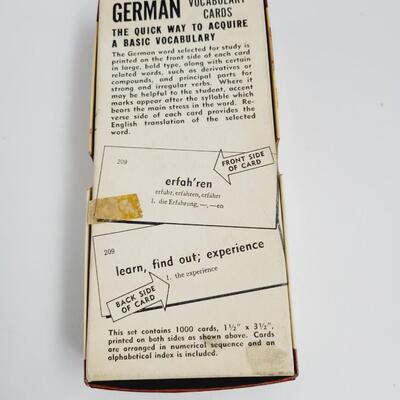 GERMAN VOCABULARY
CARDS
THE QUICK WAY TO ACQUIRE
A BASIC VOCABULARY
The German word selected for study is
printed on the front side of each card
in large, bold type, along with certain
related words, such as derivatives or
compounds, and principal parts for
strong and irregular verbs. Where it
may be helpful to the student, accent
marks appear after the syllable which
bears the main stress in the word. Re-
verse side of each card provides the
English translation of the selected
word.
209
FRONT SIDE
OF CARD
erfah'ren
erfuhr, erfahren, erfährt
1. die Erfahrung, —, —en
209
learn, find out; experience
1. the experience
BACK SIDE
OF CARD
This set contains 1000 cards, 1½" x 3½",
printed on both sides as shown above. Cards
are arranged in numerical sequence and an
alphabetical index is included.